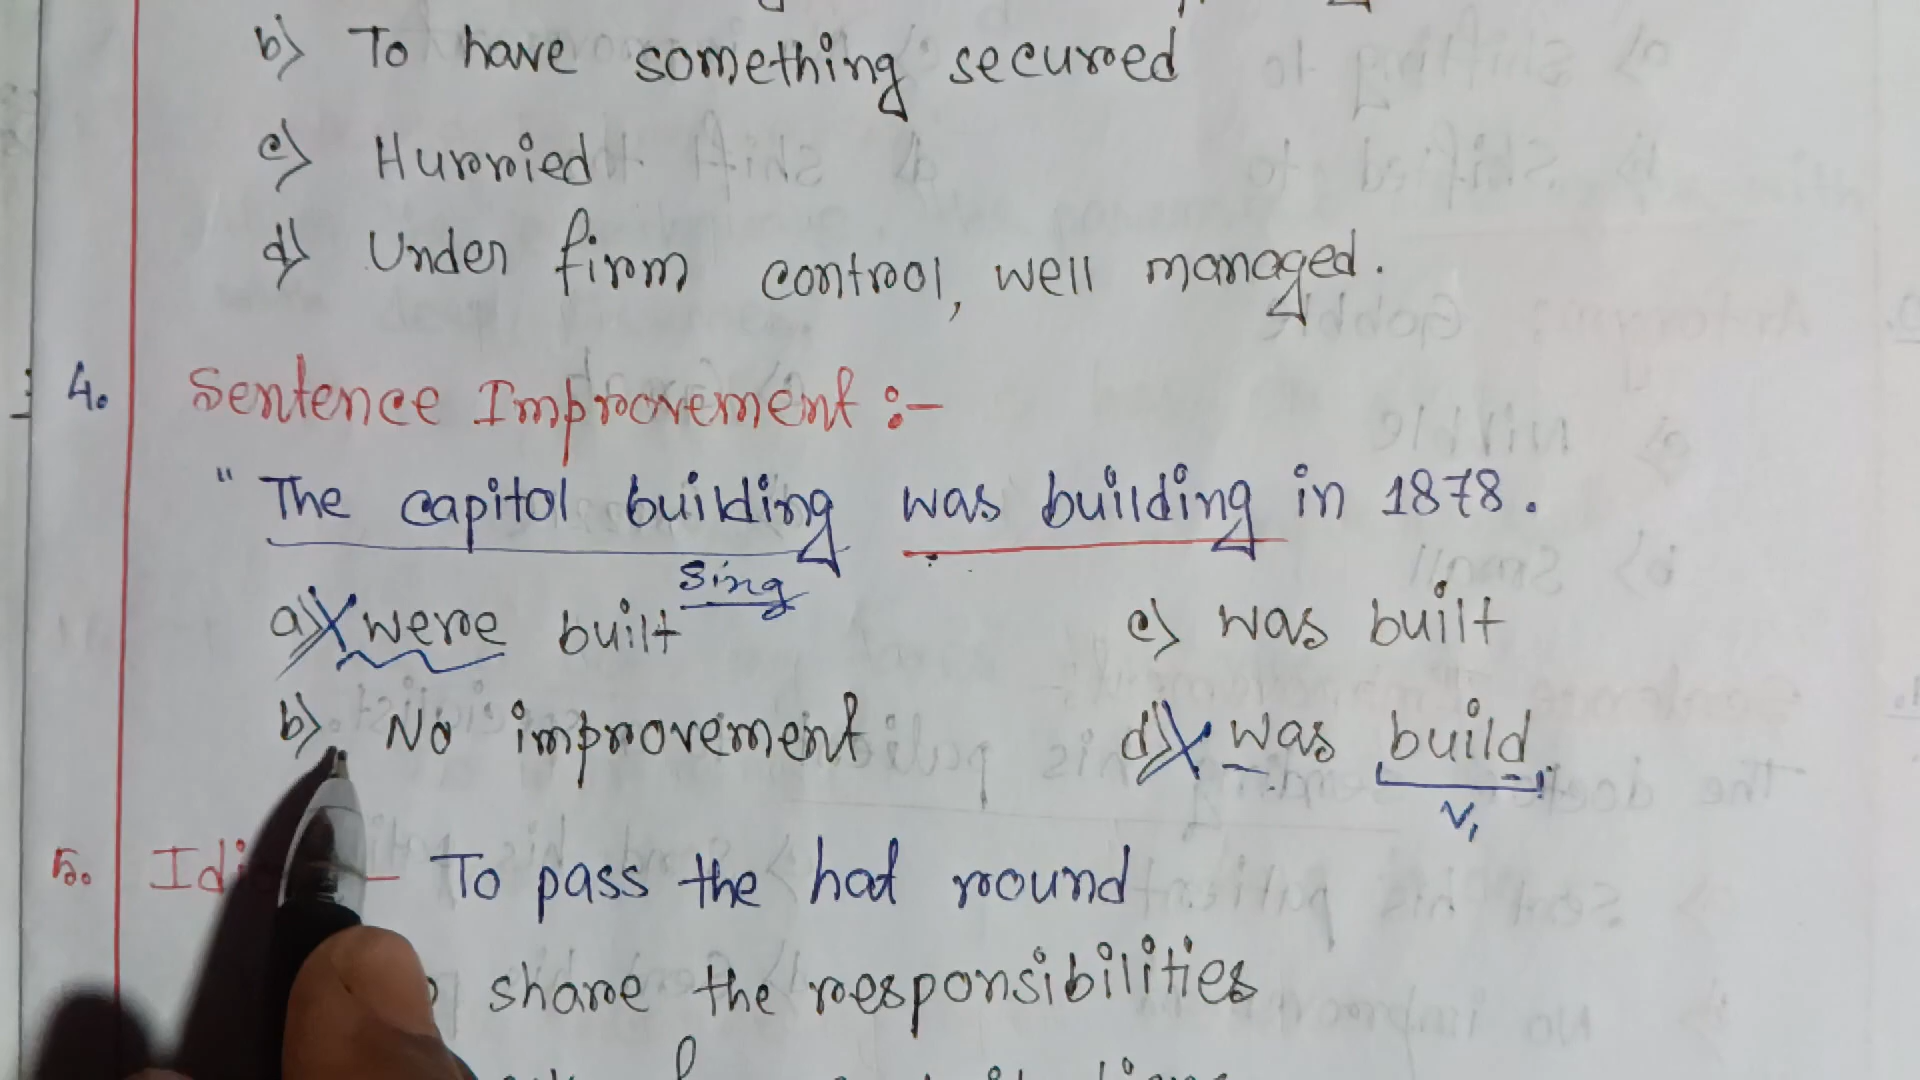 b) To have something secured
c) Hurried
d) Under firm control, well managed.
4. Sentence Improvement :-
"The capitol building was building in 1878.
Sing
a) were built c) was built
b) No improvement d) was build.
V1
5. To pass the hat round
share the responsibilities